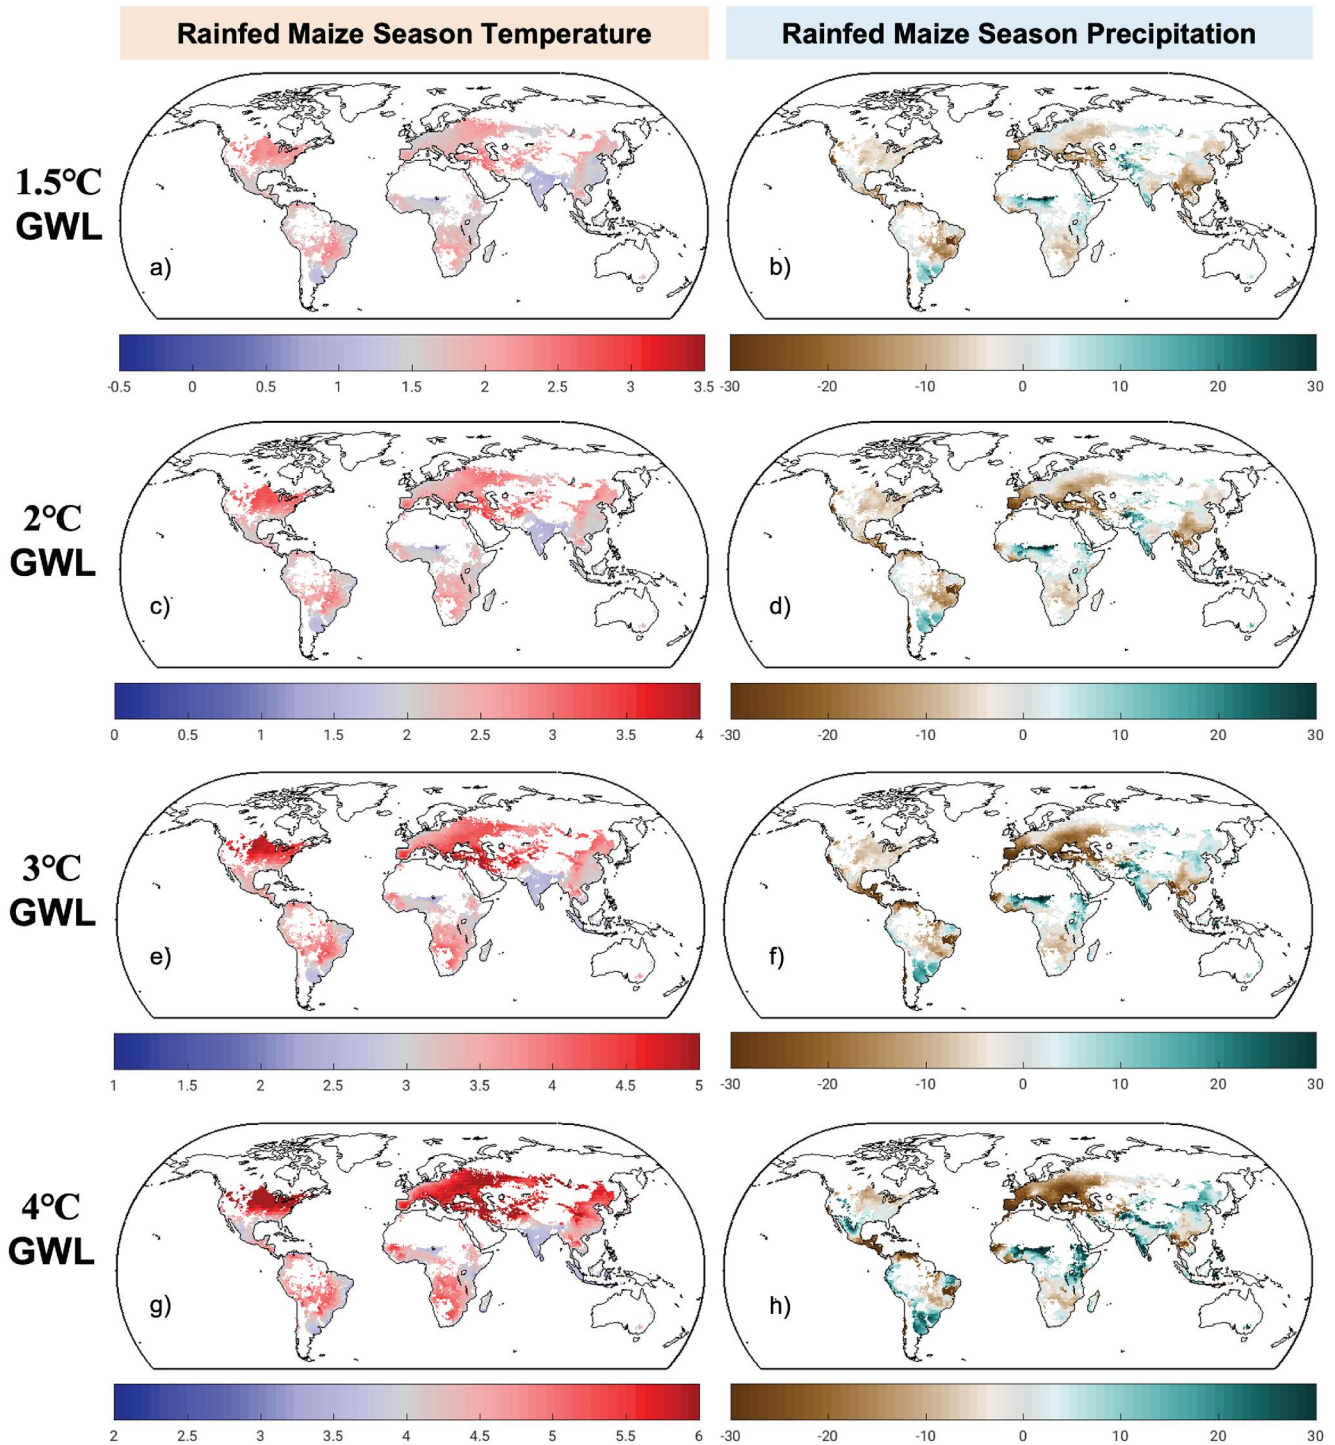 Rainfed Maize Season Temperature Rainfed Maize Season Precipitation
1.5°C
GWL
a) b)
-0.5 0 0.5 1 1.5 2 2.5 3 3.5 -30 -20 -10 0 10 20 30
2°C
GWL
c) d)
0 0.5 1 1.5 2 2.5 3 3.5 4 -30 -20 -10 0 10 20 30
3°C
GWL
e) f)
1 1.5 2 2.5 3 3.5 4 4.5 5 -30 -20 -10 0 10 20 30
4°C
GWL
g) h)
2 2.5 3 3.5 4 4.5 5 5.5 6 -30 -20 -10 0 10 20 30